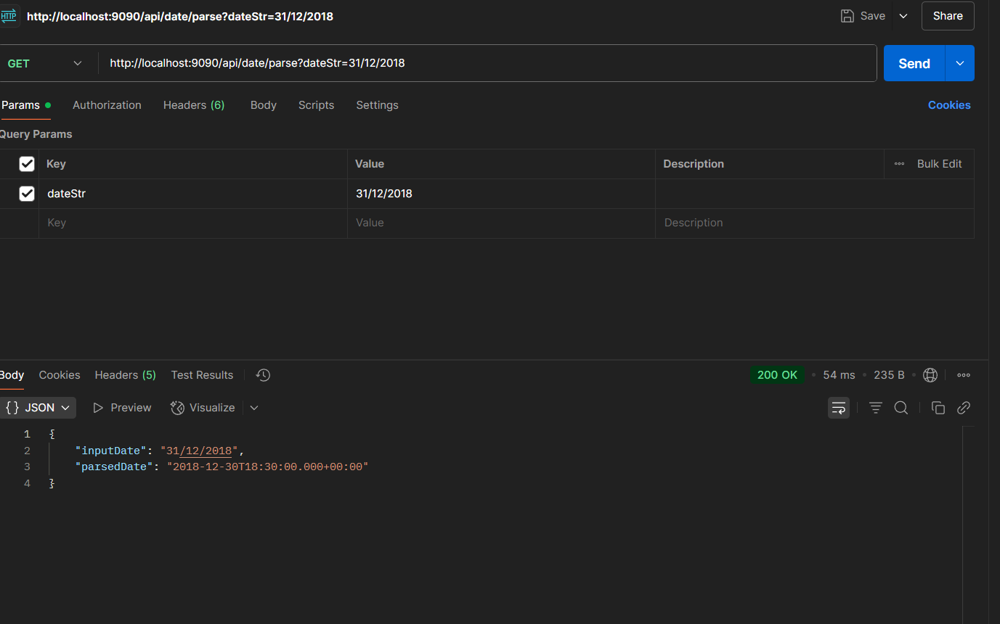 HTTP http://localhost:9090/api/date/parse?dateStr=31/12/2018 Save Share
GET http://localhost:9090/api/date/parse?dateStr=31/12/2018 Send
Params Authorization Headers (6) Body Scripts Settings Cookies
Query Params
Key Value Description Bulk Edit
dateStr 31/12/2018
Key Value Description
Body Cookies Headers (5) Test Results 200 OK • 54 ms • 235 B •
{} JSON Preview Visualize
1 {
2 "inputDate": "31/12/2018",
3 "parsedDate": "2018-12-30T18:30:00.000+00:00"
4 }